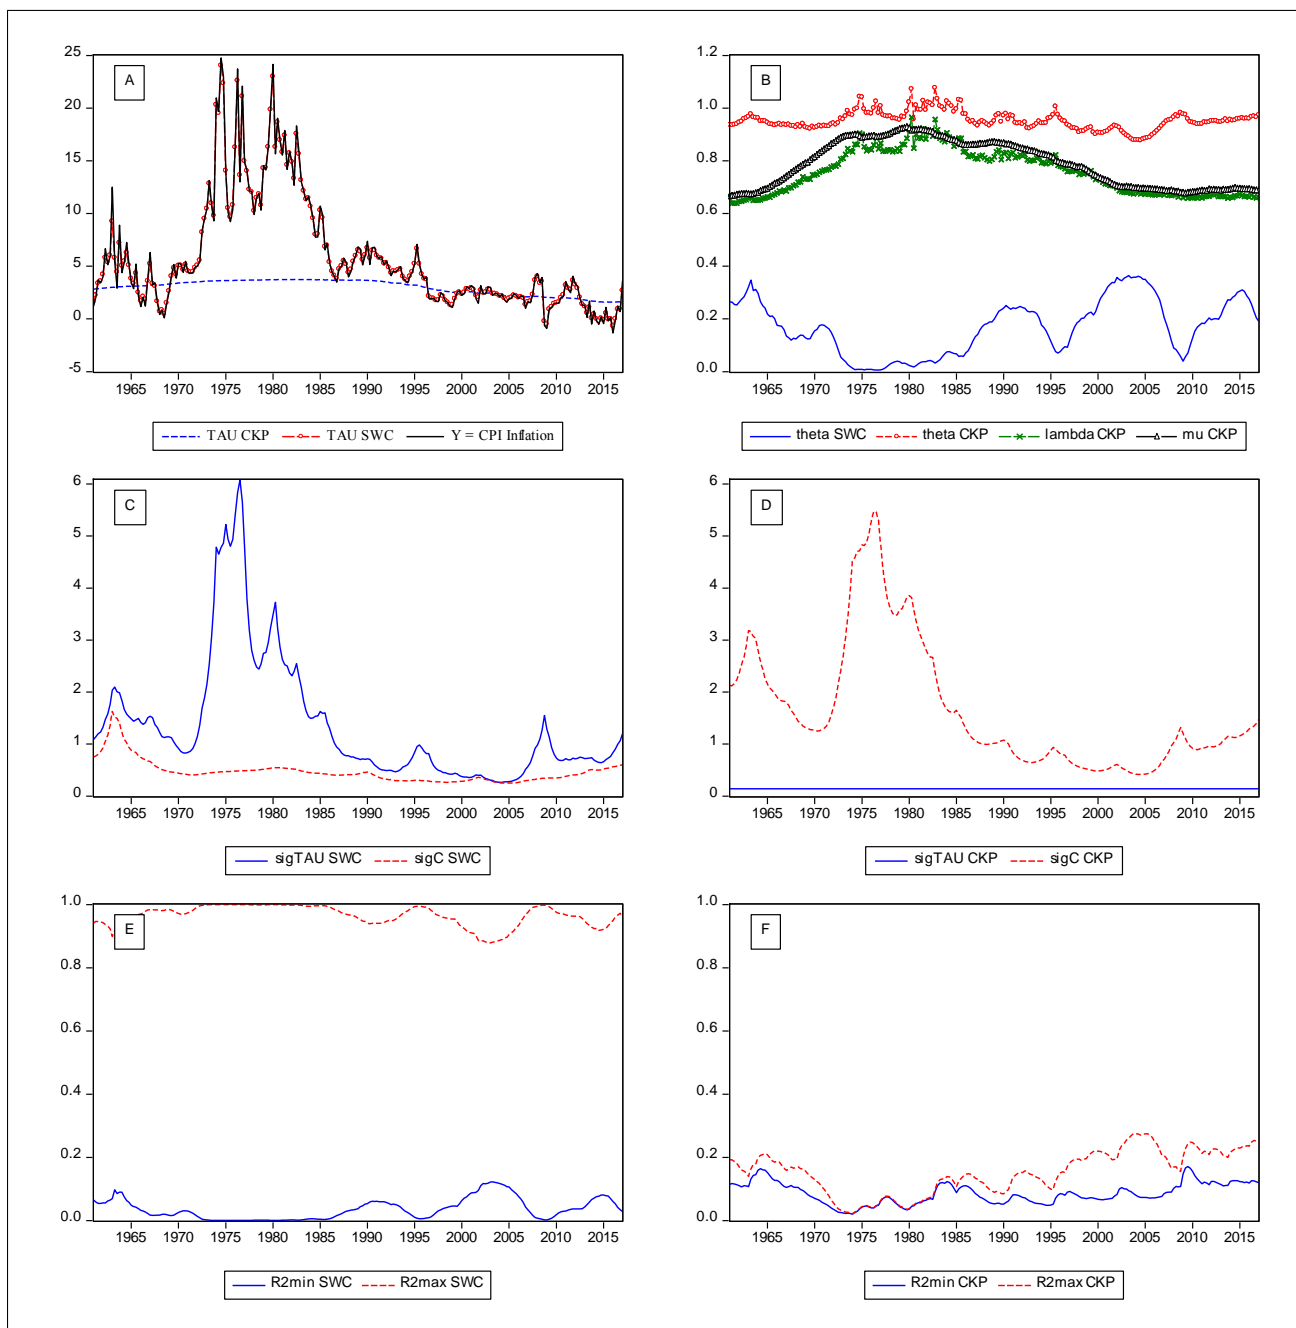 A
25
20
15
10
5
0
-5
1965 1970 1975 1980 1985 1990 1995 2000 2005 2010 2015
TAU CKP TAU SWC Y = CPI Inflation
B
1.2
1.0
0.8
0.6
0.4
0.2
0.0
1965 1970 1975 1980 1985 1990 1995 2000 2005 2010 2015
theta SWC theta CKP lambda CKP mu CKP
C
6
5
4
3
2
1
0
1965 1970 1975 1980 1985 1990 1995 2000 2005 2010 2015
sigTAU SWC sigC SWC
D
6
5
4
3
2
1
0
1965 1970 1975 1980 1985 1990 1995 2000 2005 2010 2015
sigTAU CKP sigC CKP
E
1.0
0.8
0.6
0.4
0.2
0.0
1965 1970 1975 1980 1985 1990 1995 2000 2005 2010 2015
R2min SWC R2max SWC
F
1.0
0.8
0.6
0.4
0.2
0.0
1965 1970 1975 1980 1985 1990 1995 2000 2005 2010 2015
R2min CKP R2max CKP